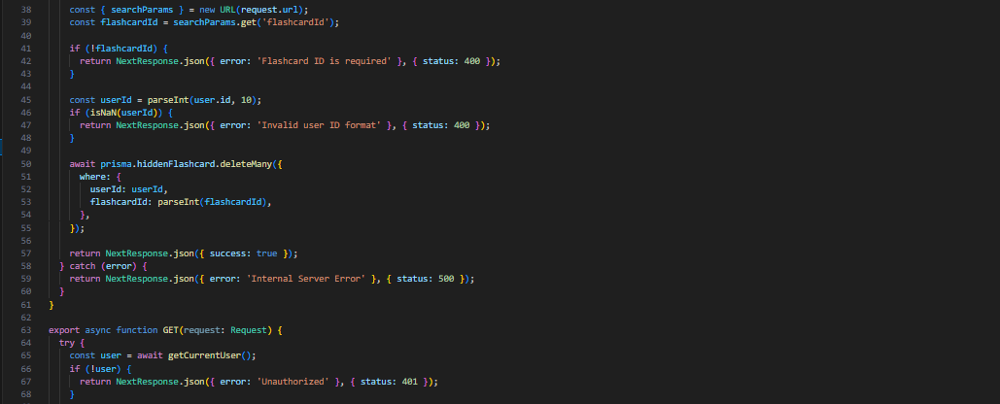 38 const { searchParams } = new URL(request.url);
39 const flashcardId = searchParams.get('flashcardId');
40
41 if (!flashcardId) {
42 return NextResponse.json({ error: 'Flashcard ID is required' }, { status: 400 });
43 }
44
45 const userId = parseInt(user.id, 10);
46 if (isNaN(userId)) {
47 return NextResponse.json({ error: 'Invalid user ID format' }, { status: 400 });
48 }
49
50 await prisma.hiddenFlashcard.deleteMany({
51 where: {
52 userId: userId,
53 flashcardId: parseInt(flashcardId),
54 },
55 });
56
57 return NextResponse.json({ success: true });
58 } catch (error) {
59 return NextResponse.json({ error: 'Internal Server Error' }, { status: 500 });
60 }
61 }
62
63 export async function GET(request: Request) {
64 try {
65 const user = await getCurrentUser();
66 if (!user) {
67 return NextResponse.json({ error: 'Unauthorized' }, { status: 401 });
68 }